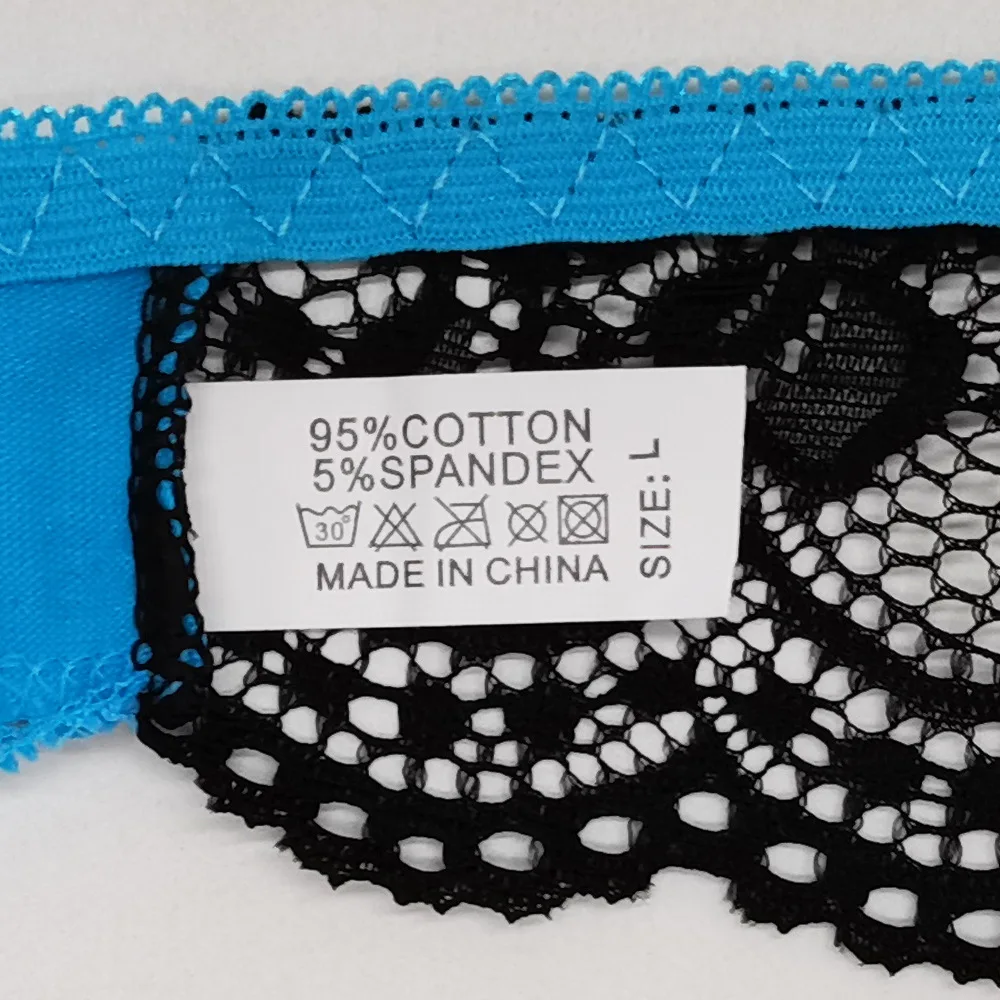 95%COTTON
5%SPANDEX
30°
MADE IN CHINA
SIZE: L